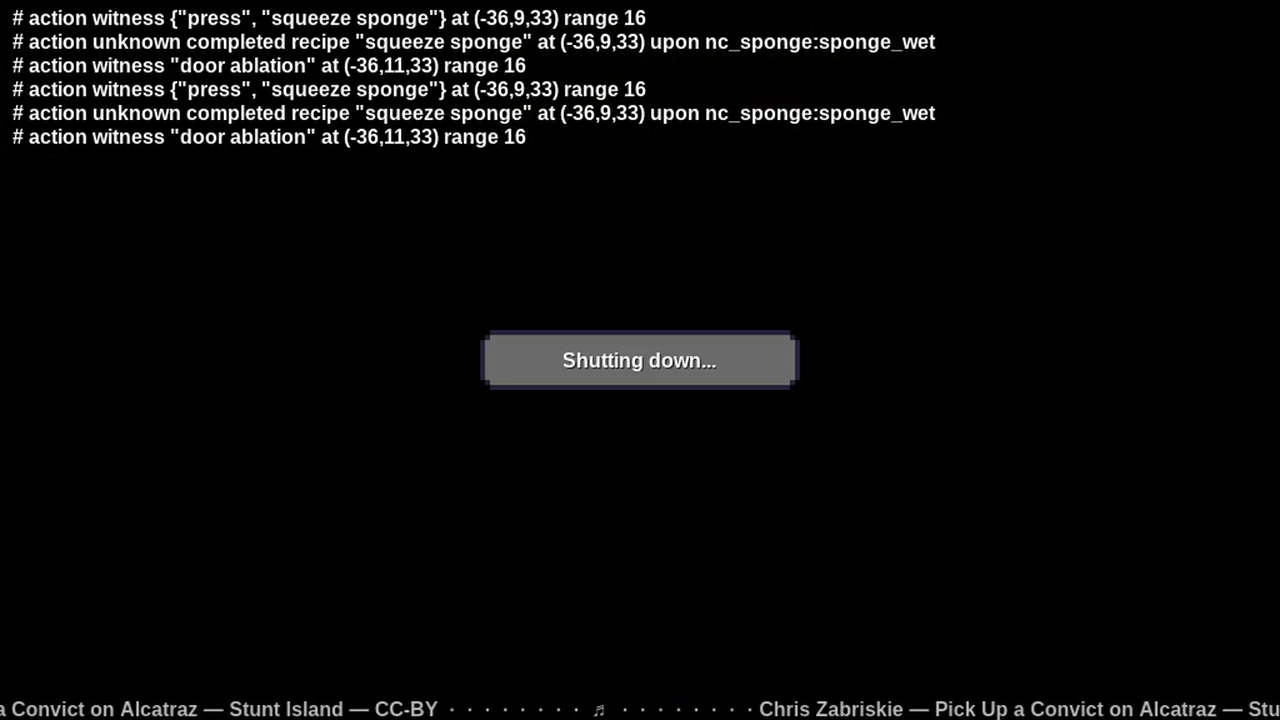 # action witness {"press", "squeeze sponge"} at (-36,9,33) range 16
# action unknown completed recipe "squeeze sponge" at (-36,9,33) upon nc_sponge:sponge_wet
# action witness "door ablation" at (-36,11,33) range 16
# action witness {"press", "squeeze sponge"} at (-36,9,33) range 16
# action unknown completed recipe "squeeze sponge" at (-36,9,33) upon nc_sponge:sponge_wet
# action witness "door ablation" at (-36,11,33) range 16
Shutting down...
a Convict on Alcatraz — Stunt Island — CC-BY · · · · · · · · ♬ · · · · · · · · Chris Zabriskie — Pick Up a Convict on Alcatraz — Stu